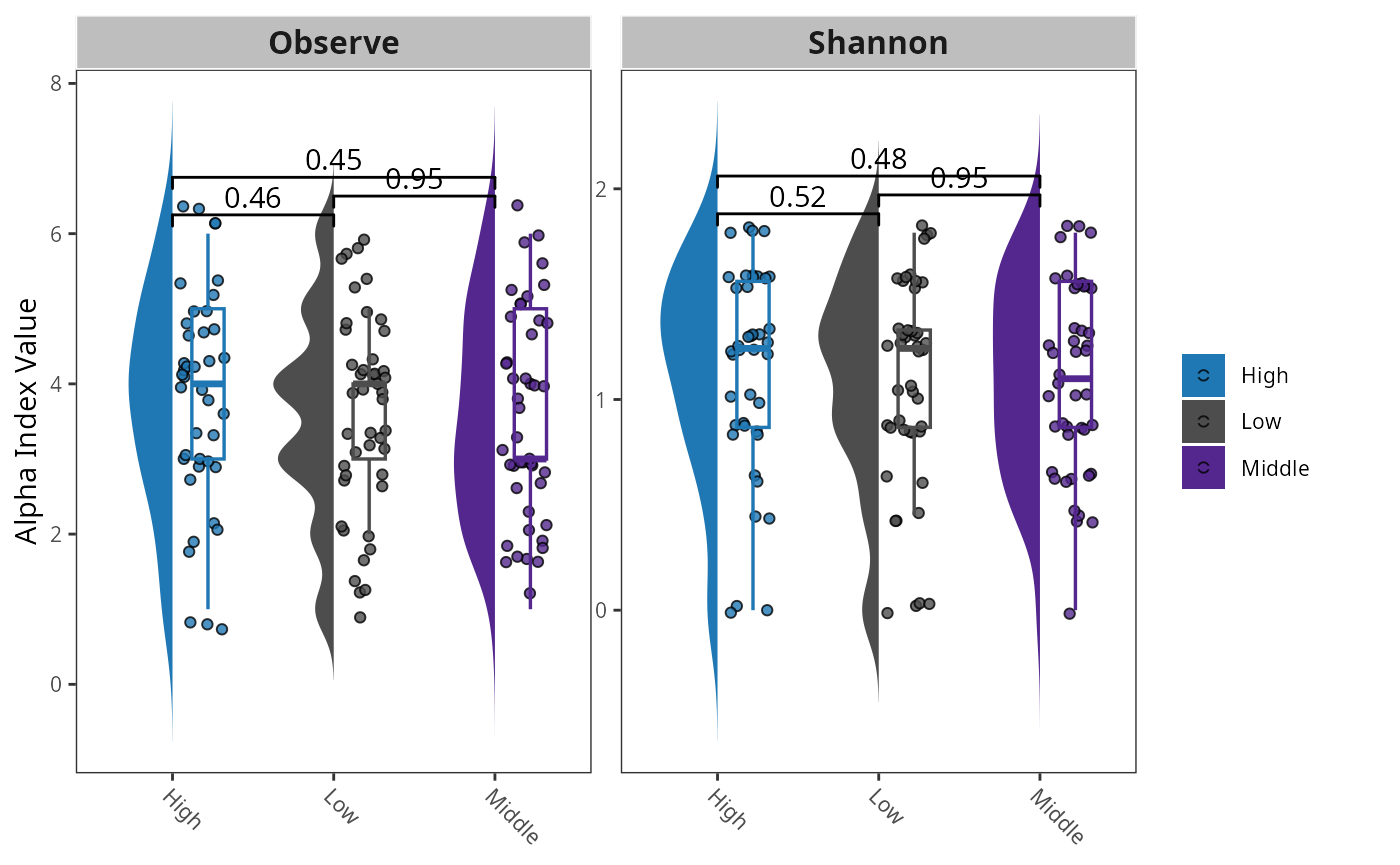 Observe
Shannon
Alpha Index Value
8
6
4
2
0
0.45
0.95
0.46
High
Low
Middle
2
1
0
0.48
0.95
0.52
High
Low
Middle
High
Low
Middle